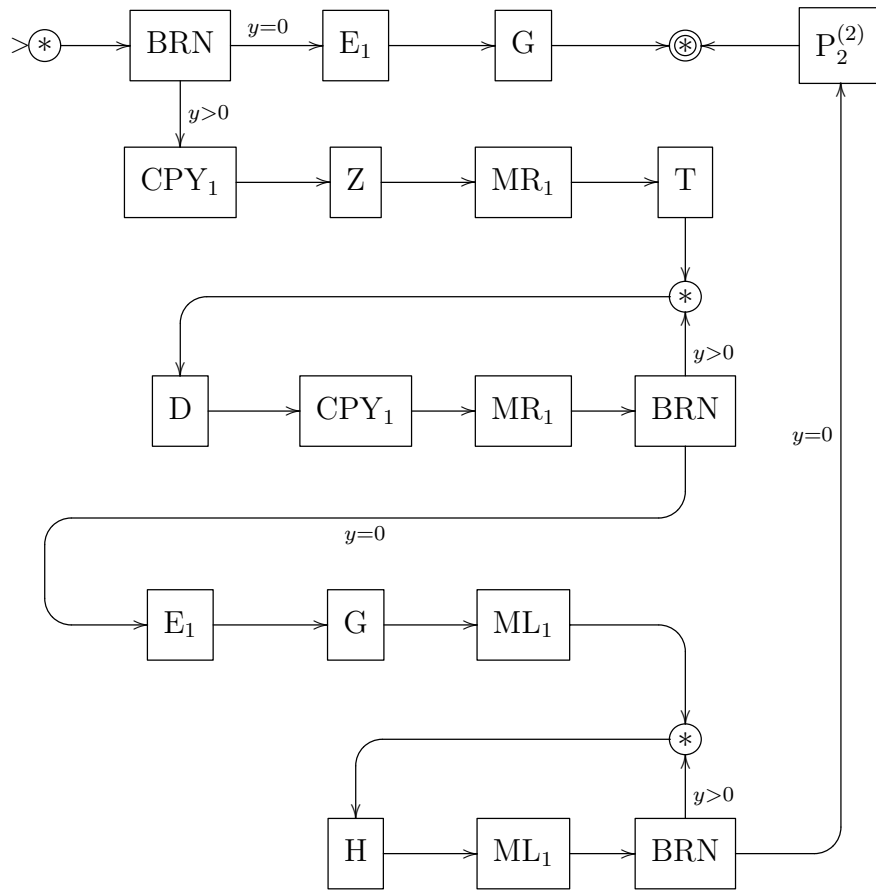 > * BRN y=0 E₁ G * P₂⁽²⁾
y>0
CPY₁ Z MR₁ T
*
y>0
D CPY₁ MR₁ BRN
y=0
y=0
E₁ G ML₁
*
y>0
H ML₁ BRN